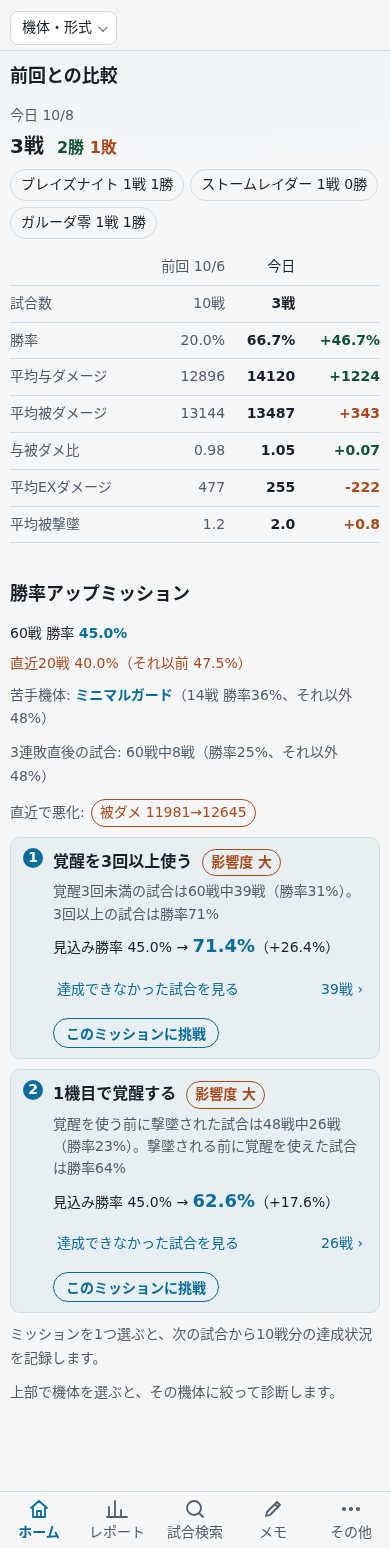 機体・形式
前回との比較
今日 10/8
3戦 2勝 1敗
ブレイズナイト 1戦 1勝 ストームレイダー 1戦 0勝
ガルーダ零 1戦 1勝
前回 10/6 今日
試合数 10戦 3戦
勝率 20.0% 66.7% +46.7%
平均与ダメージ 12896 14120 +1224
平均被ダメージ 13144 13487 +343
与被ダメ比 0.98 1.05 +0.07
平均EXダメージ 477 255 -222
平均被撃墜 1.2 2.0 +0.8
勝率アップミッション
60戦 勝率 45.0%
直近20戦 40.0%（それ以前 47.5%）
苦手機体: ミニマルガード（14戦 勝率36%、それ以外
48%）
3連敗直後の試合: 60戦中8戦（勝率25%、それ以外
48%）
直近で悪化: 被ダメ 11981→12645
1 覚醒を3回以上使う 影響度 大
覚醒3回未満の試合は60戦中39戦（勝率31%）。
3回以上の試合は勝率71%
見込み勝率 45.0% → 71.4%（+26.4%）
達成できなかった試合を見る 39戦 ›
このミッションに挑戦
2 1機目で覚醒する 影響度 大
覚醒を使う前に撃墜された試合は48戦中26戦
（勝率23%）。撃墜される前に覚醒を使えた試合
は勝率64%
見込み勝率 45.0% → 62.6%（+17.6%）
達成できなかった試合を見る 26戦 ›
このミッションに挑戦
ミッションを1つ選ぶと、次の試合から10戦分の達成状況
を記録します。
上部で機体を選ぶと、その機体に絞って診断します。
ホーム レポート 試合検索 メモ その他